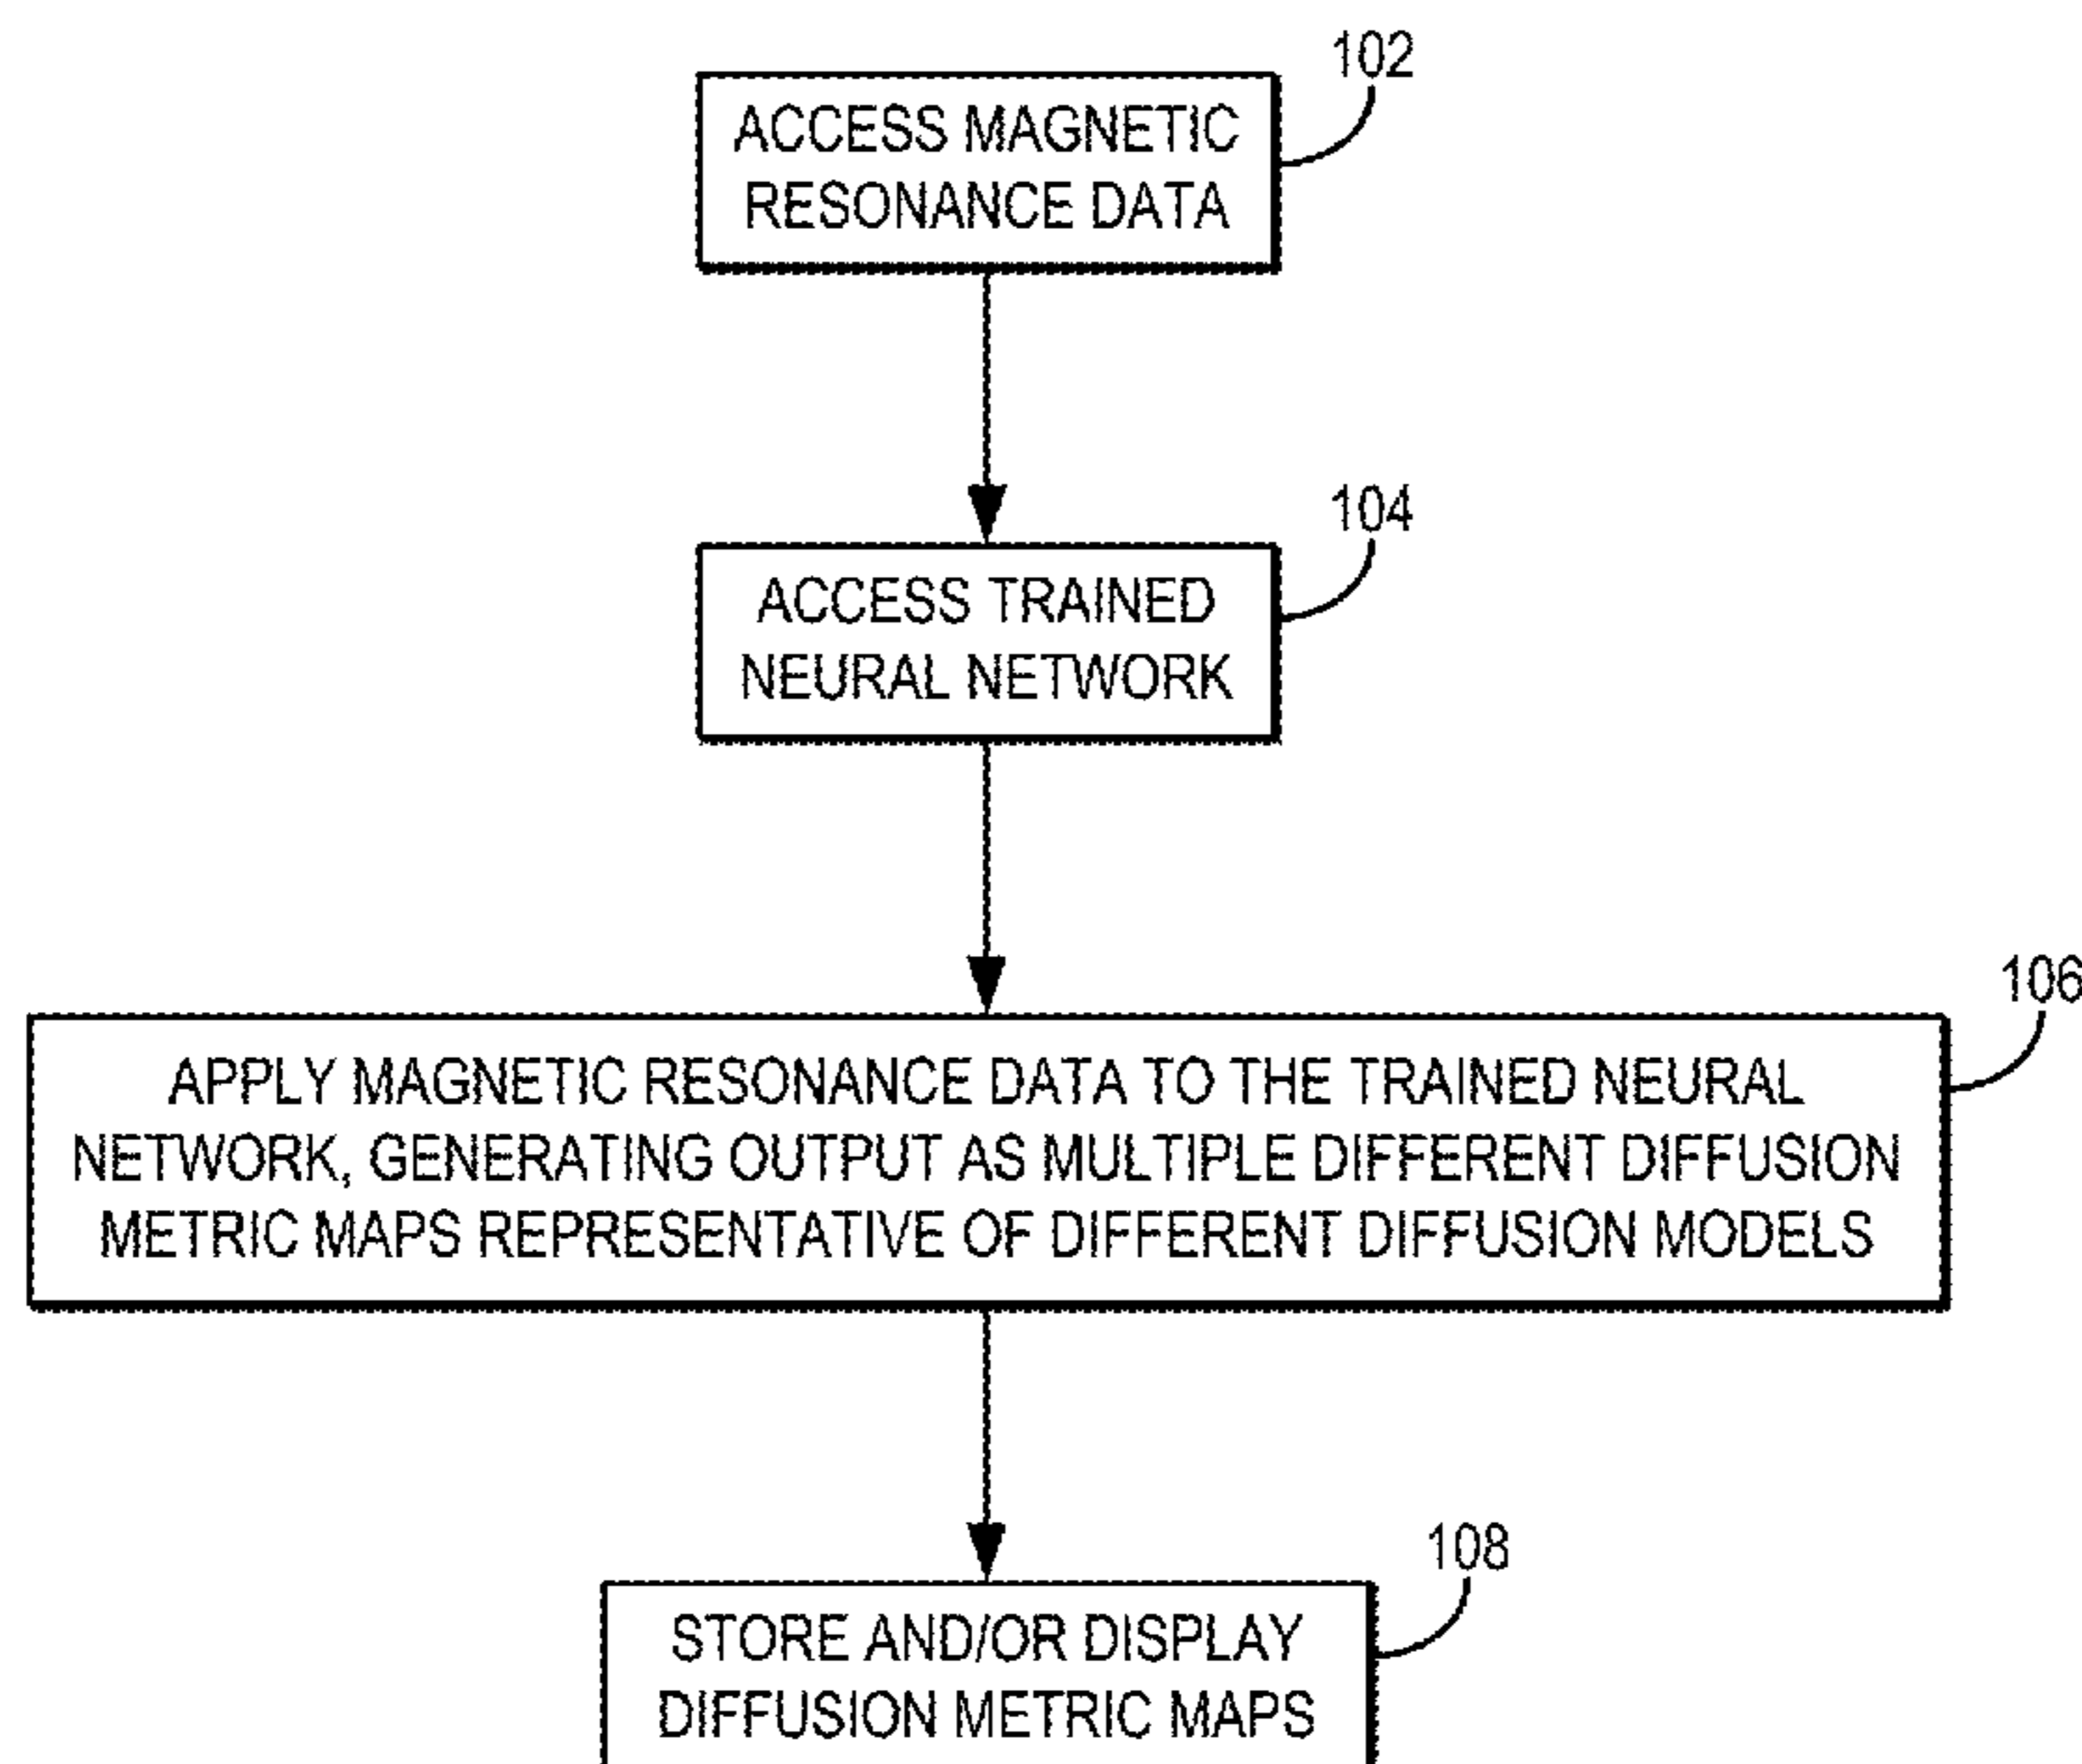 102
ACCESS MAGNETIC
RESONANCE DATA
104
ACCESS TRAINED
NEURAL NETWORK
106
APPLY MAGNETIC RESONANCE DATA TO THE TRAINED NEURAL
NETWORK, GENERATING OUTPUT AS MULTIPLE DIFFERENT DIFFUSION
METRIC MAPS REPRESENTATIVE OF DIFFERENT DIFFUSION MODELS
108
STORE AND/OR DISPLAY
DIFFUSION METRIC MAPS